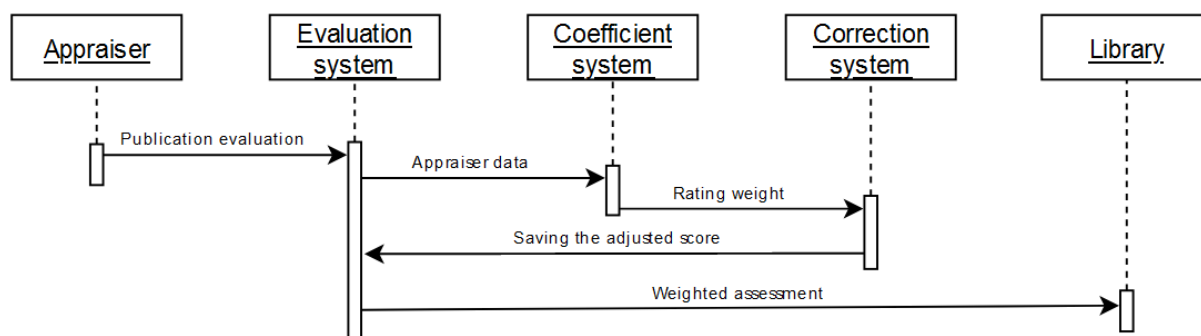 Appraiser
Evaluation
system
Coefficient
system
Correction
system
Library
Publication evaluation
Appraiser data
Rating weight
Saving the adjusted score
Weighted assessment